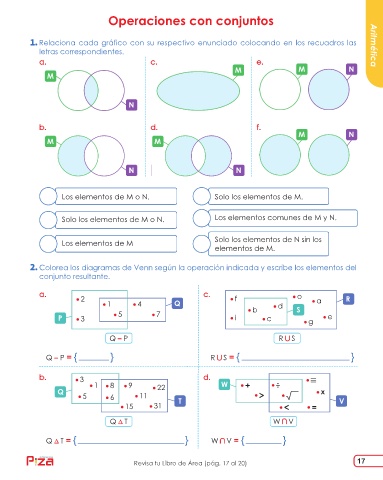 Operaciones con conjuntos
Aritmética
1. Relaciona cada gráfico con su respectivo enunciado colocando en los recuadros las
letras correspondientes.
a.
c.
e.
M
N
M
M
N
b.
d.
f.
M
N
M
N
M
N
Los elementos de M o N.
Solo los elementos de M.
Solo los elementos de M o N.
Los elementos comunes de M y N.
Los elementos de M
Solo los elementos de N sin los
elementos de M.
2. Colorea los diagramas de Venn según la operación indicada y escribe los elementos del
conjunto resultante.
a.
•2
•3
•1
•5
•4
•7
P
Q
Q – P
Q – P = { ______ }
c.
•f
•i
•b
•d
•c
•o
•a
•g
•e
S
R
R U S
R U S = { ______ }
b.
•3
•1
•5
•8
•6
•9
•11
•15
•22
•31
Q
T
Q △ T
Q △ T = { ______ }
d.
W
•+
•>
•÷
•√
•<
•≡
•x
•=
V
W ∩ V
W ∩ V = { ______ }
Revisa tu Libro de Área (pág. 17 al 20)
17